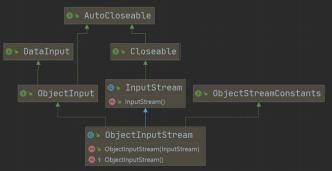 AutoCloseable
DataInput
Closeable
ObjectInput
InputStream
InputStream()
ObjectStreamConstants
ObjectInputStream
ObjectInputStream(InputStream)
ObjectInputStream()